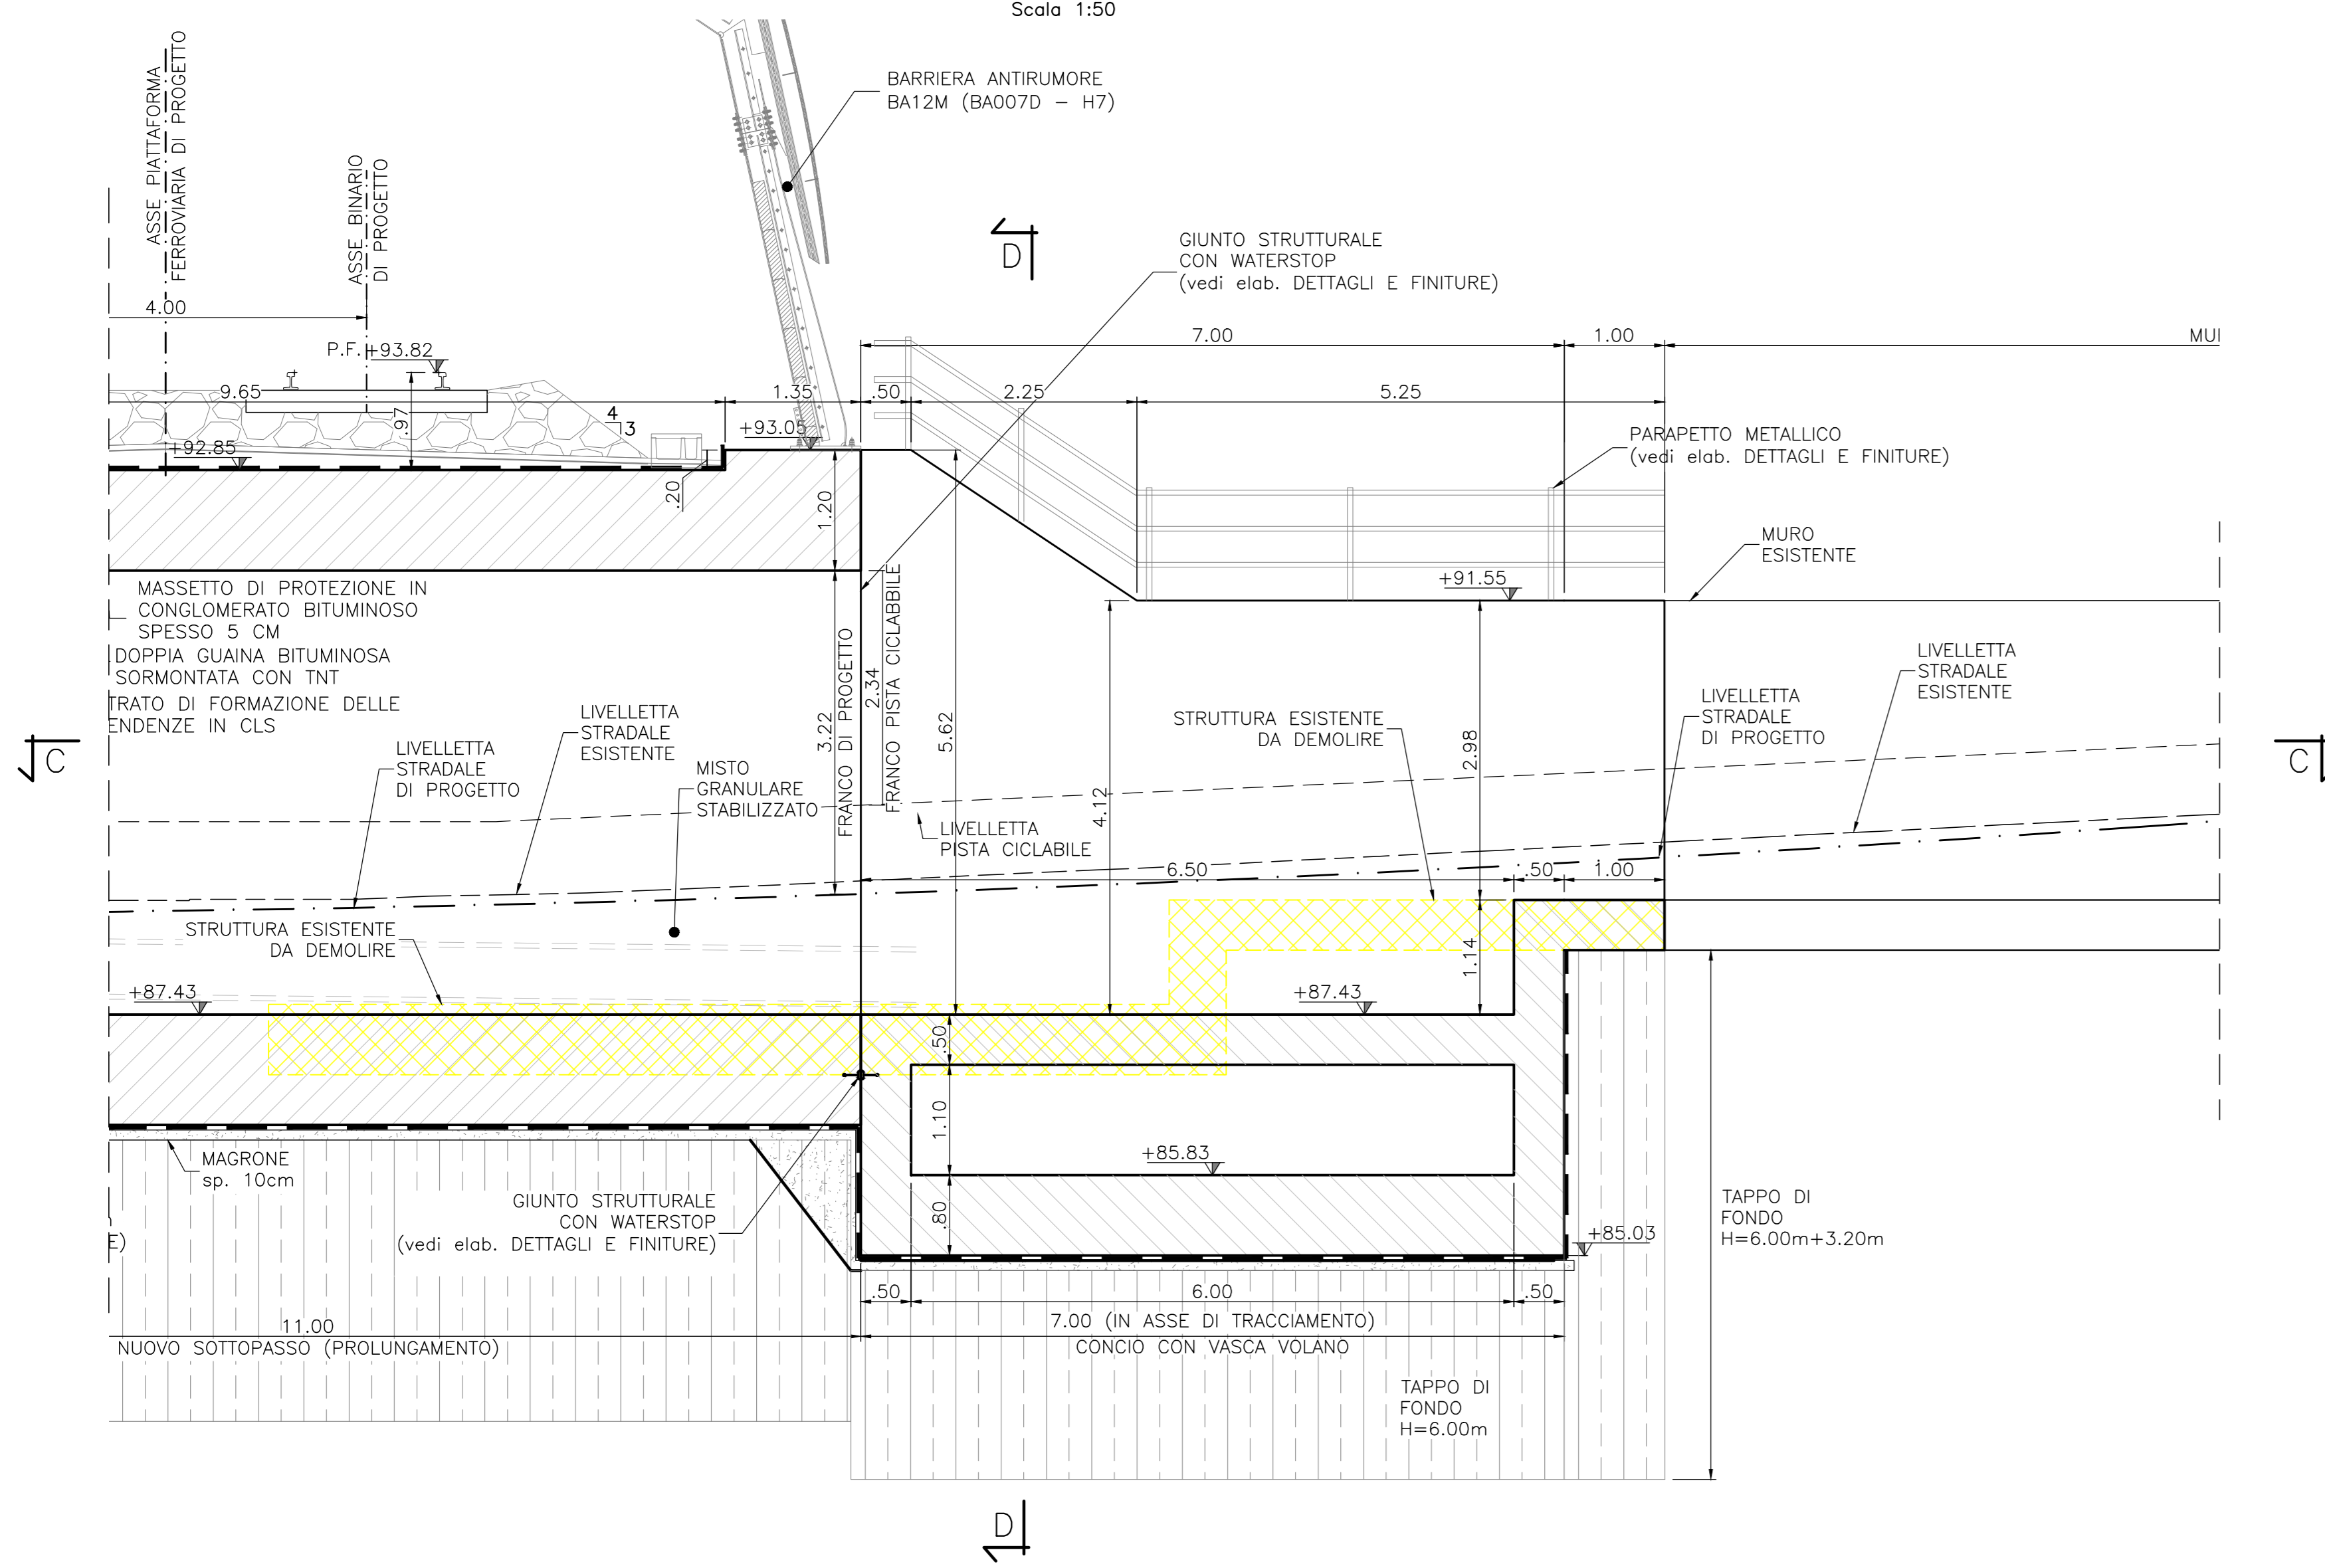 Scala 1:50
ASSE PIATTAFORMA
FERROVIARIA DI PROGETTO
ASSE BINARIO
DI PROGETTO
BARRIERA ANTIRUMORE
BA12M (BA007D - H7)
D
GIUNTO STRUTTURALE
CON WATERSTOP
(vedi elab. DETTAGLI E FINITURE)
4.00
7.00
1.00
MUI
P.F.+93.82
9.65
1.35
.50
2.25
5.25
.97
4
3
+93.05
+92.85
.20
1.20
PARAPETTO METALLICO
(vedi elab. DETTAGLI E FINITURE)
MURO
ESISTENTE
+91.55
MASSETTO DI PROTEZIONE IN
CONGLOMERATO BITUMINOSO
SPESSO 5 CM
DOPPIA GUAINA BITUMINOSA
SORMONTATA CON TNT
TRATO DI FORMAZIONE DELLE
ENDENZE IN CLS
3.22
FRANCO DI PROGETTO
2.34
FRANCO PISTA CICLABBILE
5.62
4.12
2.98
LIVELLETTA
STRADALE
ESISTENTE
LIVELLETTA
STRADALE
DI PROGETTO
STRUTTURA ESISTENTE
DA DEMOLIRE
LIVELLETTA
STRADALE
ESISTENTE
LIVELLETTA
STRADALE
DI PROGETTO
MISTO
GRANULARE
STABILIZZATO
C
C
LIVELLETTA
PISTA CICLABILE
6.50
.50
1.00
STRUTTURA ESISTENTE
DA DEMOLIRE
1.14
+87.43
+87.43
.50
1.10
+85.83
.80
MAGRONE
sp. 10cm
GIUNTO STRUTTURALE
CON WATERSTOP
(vedi elab. DETTAGLI E FINITURE)
E)
+85.03
TAPPO DI
FONDO
H=6.00m+3.20m
.50
6.00
.50
11.00
7.00 (IN ASSE DI TRACCIAMENTO)
NUOVO SOTTOPASSO (PROLUNGAMENTO)
CONCIO CON VASCA VOLANO
TAPPO DI
FONDO
H=6.00m
D